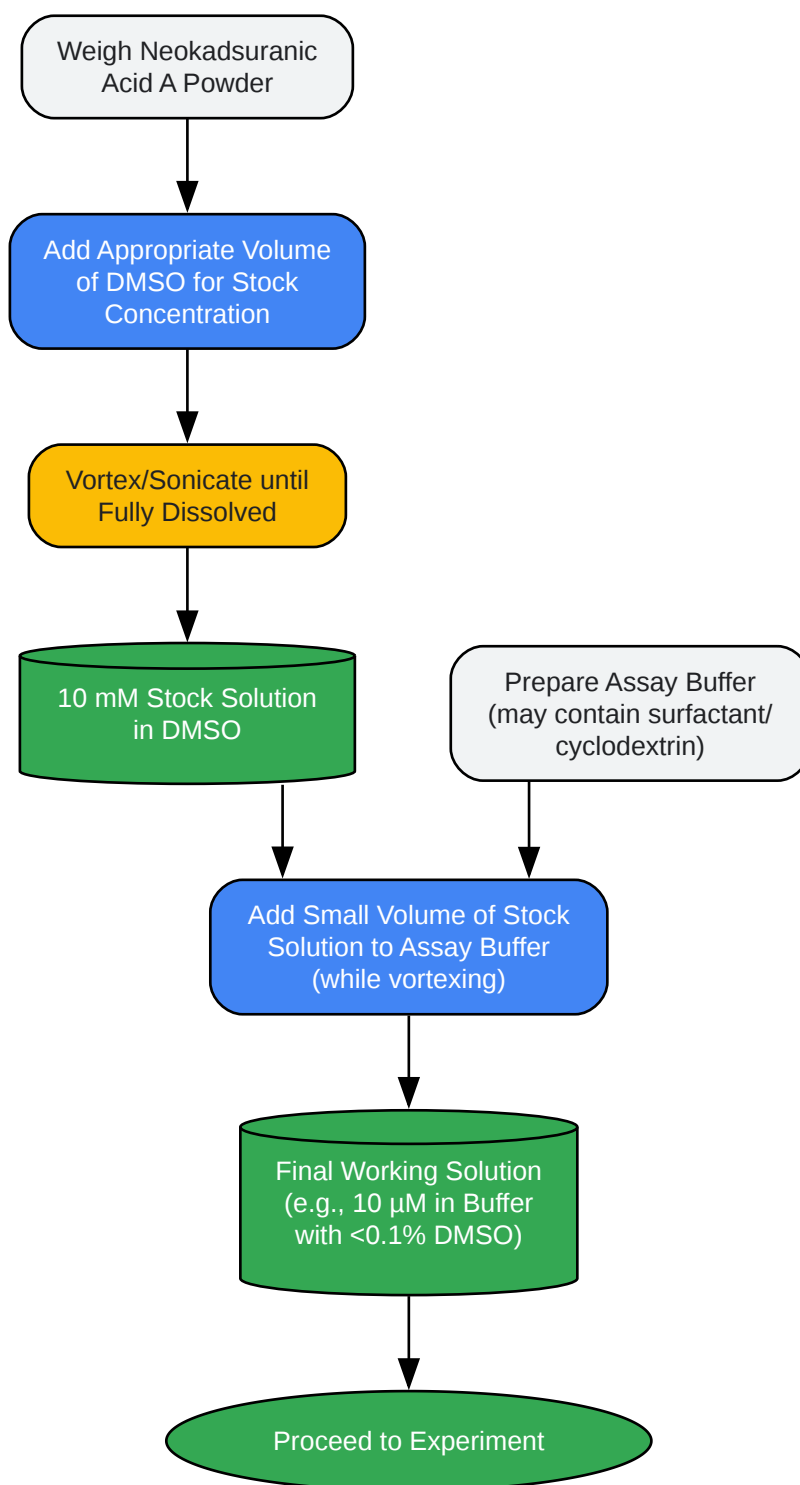 Weigh Neokadsuranic
Acid A Powder
Add Appropriate Volume
of DMSO for Stock
Concentration
Vortex/Sonicate until
Fully Dissolved
10 mM Stock Solution
in DMSO
Prepare Assay Buffer
(may contain surfactant/
cyclodextrin)
Add Small Volume of Stock
Solution to Assay Buffer
(while vortexing)
Final Working Solution
(e.g., 10 µM in Buffer
with <0.1% DMSO)
Proceed to Experiment